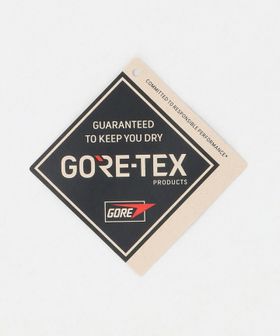 COMMITTED TO RESPONSIBLE PERFORMANCE*
GUARANTEED
TO KEEP YOU DRY
GORE-TEX
PRODUCTS
GORE